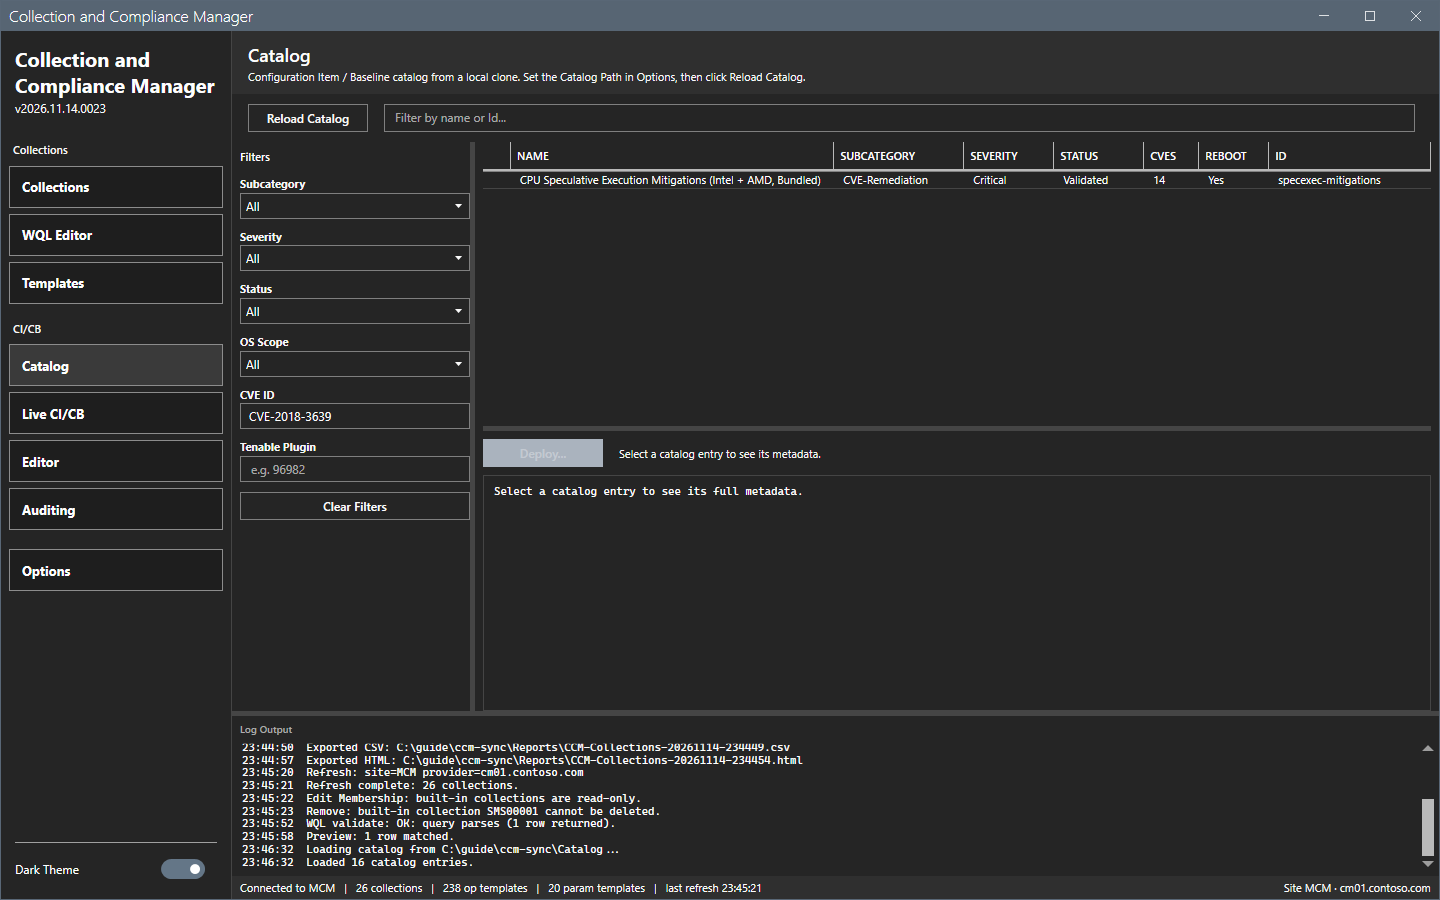 Collection and Compliance Manager
Collection and
Compliance Manager
v2026.11.14.0023
Collections
Collections
WQL Editor
Templates
CI/CB
Catalog
Live CI/CB
Editor
Auditing
Options
Dark Theme
Catalog
Configuration Item / Baseline catalog from a local clone. Set the Catalog Path in Options, then click Reload Catalog.
Reload Catalog
Filter by name or Id...
Filters
Subcategory
All
Severity
All
Status
All
OS Scope
All
CVE ID
CVE-2018-3639
Tenable Plugin
e.g. 96982
Clear Filters
NAME SUBCATEGORY SEVERITY STATUS CVES REBOOT ID
CPU Speculative Execution Mitigations (Intel + AMD, Bundled) CVE-Remediation Critical Validated 14 Yes specexec-mitigations
Deploy... Select a catalog entry to see its metadata.
Select a catalog entry to see its full metadata.
Log Output
23:44:50 Exported CSV: C:\guide\ccm-sync\Reports\CCM-Collections-20261114-234449.csv
23:44:57 Exported HTML: C:\guide\ccm-sync\Reports\CCM-Collections-20261114-234454.html
23:45:20 Refresh: site=MCM provider=cm01.contoso.com
23:45:21 Refresh complete: 26 collections.
23:45:22 Edit Membership: built-in collections are read-only.
23:45:23 Remove: built-in collection SMS00001 cannot be deleted.
23:45:52 WQL validate: OK: query parses (1 row returned).
23:45:58 Preview: 1 row matched.
23:46:32 Loading catalog from C:\guide\ccm-sync\Catalog ...
23:46:32 Loaded 16 catalog entries.
Connected to MCM | 26 collections | 238 op templates | 20 param templates | last refresh 23:45:21
Site MCM · cm01.contoso.com